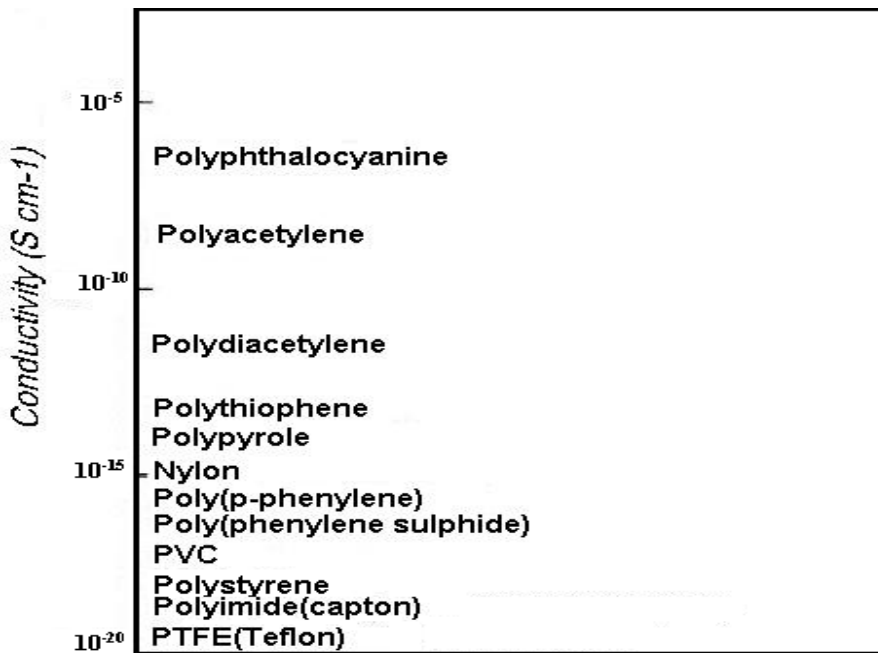 Conductivity (S cm-1)
10-5
Polyphthalocyanine
Polyacetylene
10-10
Polydiacetylene
Polythiophene
Polypyrole
10-15
Nylon
Poly(p-phenylene)
Poly(phenylene sulphide)
PVC
Polystyrene
Polyimide(capton)
10-20
PTFE(Teflon)